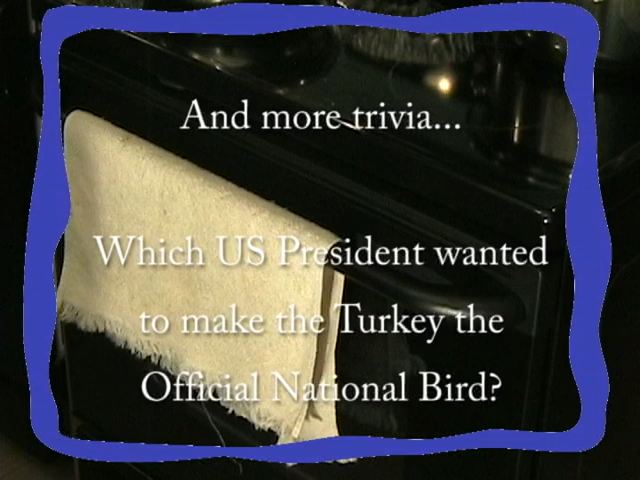 And more trivia...
Which US President wanted
to make the Turkey the
Official National Bird?